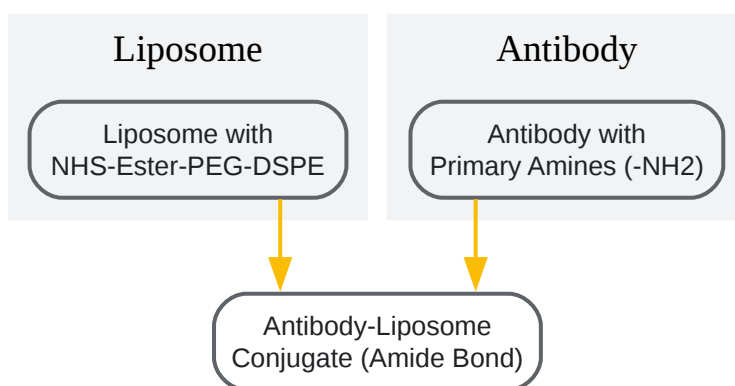 Liposome
Antibody
Liposome with
NHS-Ester-PEG-DSPE
Antibody with
Primary Amines (-NH2)
Antibody-Liposome
Conjugate (Amide Bond)